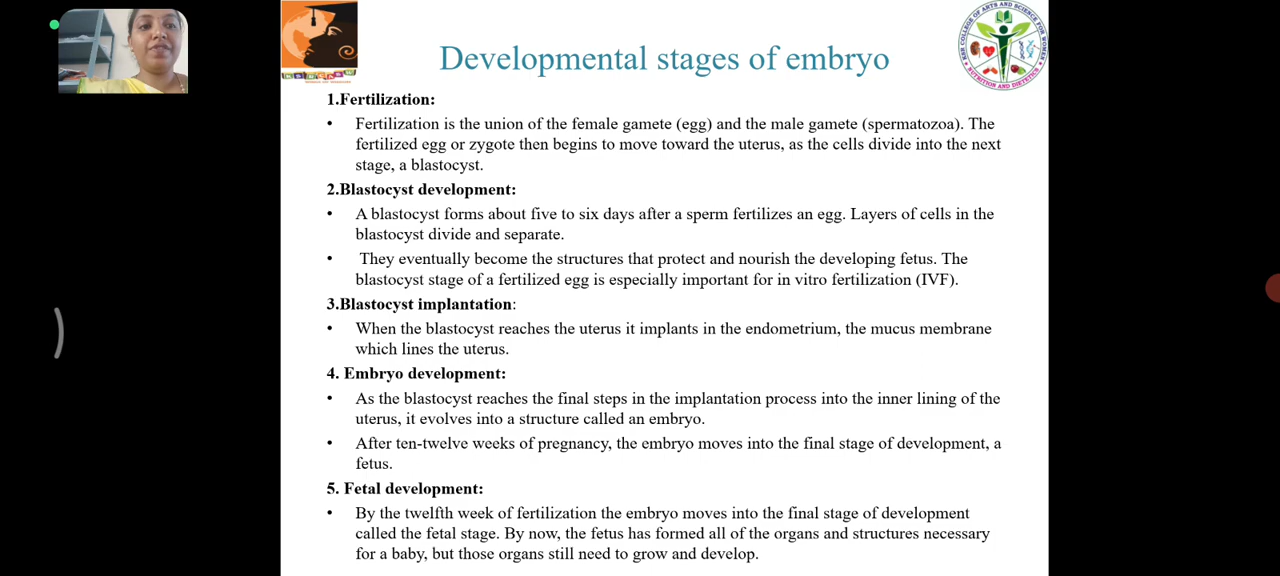 Developmental stages of embryo
1.Fertilization:
• Fertilization is the union of the female gamete (egg) and the male gamete (spermatozoa). The
fertilized egg or zygote then begins to move toward the uterus, as the cells divide into the next
stage, a blastocyst.
2.Blastocyst development:
• A blastocyst forms about five to six days after a sperm fertilizes an egg. Layers of cells in the
blastocyst divide and separate.
• They eventually become the structures that protect and nourish the developing fetus. The
blastocyst stage of a fertilized egg is especially important for in vitro fertilization (IVF).
3.Blastocyst implantation:
• When the blastocyst reaches the uterus it implants in the endometrium, the mucus membrane
which lines the uterus.
4. Embryo development:
• As the blastocyst reaches the final steps in the implantation process into the inner lining of the
uterus, it evolves into a structure called an embryo.
• After ten-twelve weeks of pregnancy, the embryo moves into the final stage of development, a
fetus.
5. Fetal development:
• By the twelfth week of fertilization the embryo moves into the final stage of development
called the fetal stage. By now, the fetus has formed all of the organs and structures necessary
for a baby, but those organs still need to grow and develop.
COLLEGE OF ARTS AND SCIENCE FOR WOMEN
NUTRITION AND DIETETICS